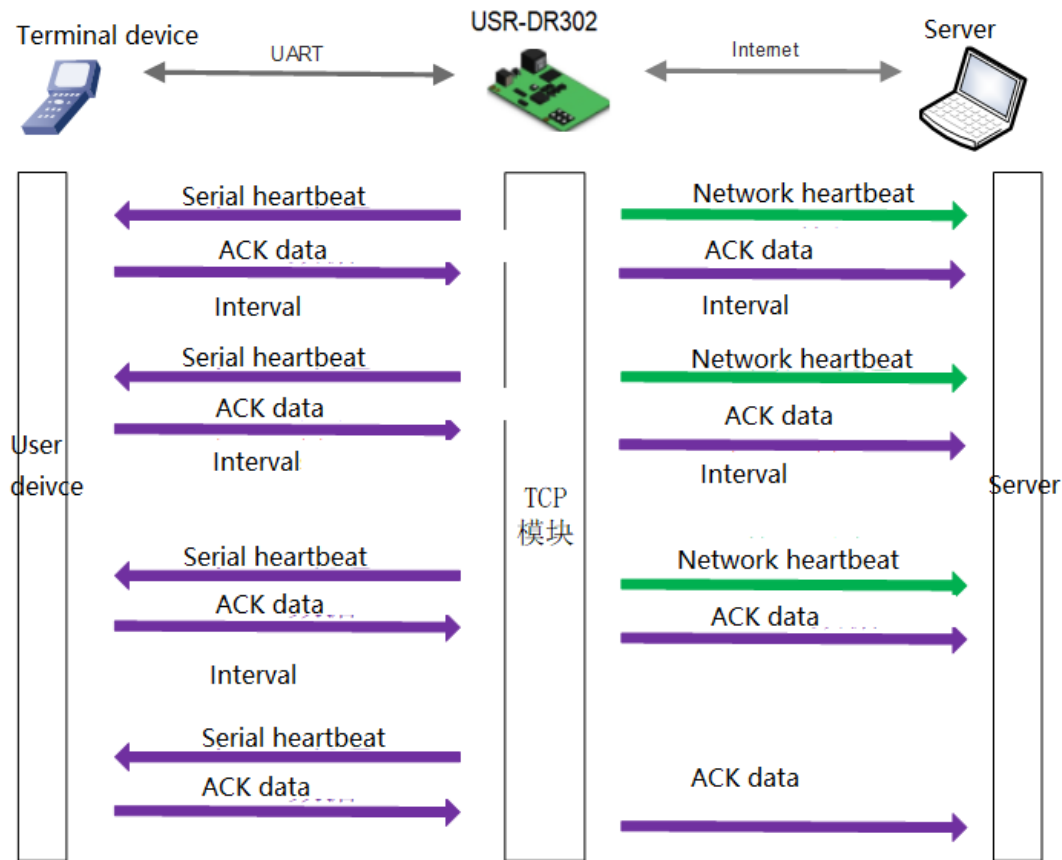 USR-DR302
Terminal device
Server
UART
Internet
Serial heartbeat
Network heartbeat
ACK data
ACK data
Interval
Interval
Serial heartbeat
Network heartbeat
ACK data
ACK data
Interval
Interval
User
deivce
TCP
模块
Server
Serial heartbeat
Network heartbeat
ACK data
ACK data
Interval
Serial heartbeat
ACK data
ACK data